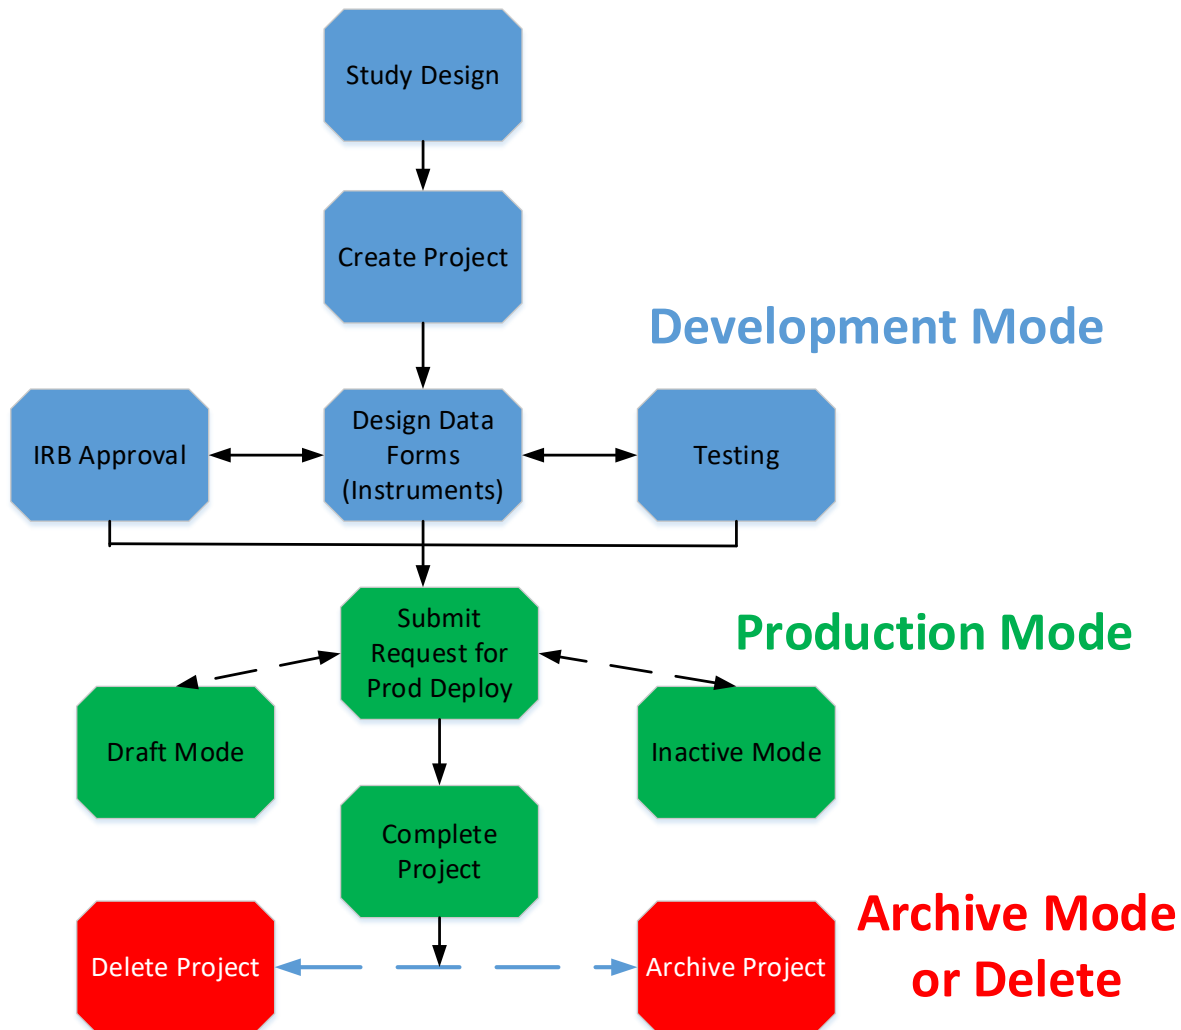 Study Design
Create Project
Development Mode
IRB Approval
Design Data
Forms
(Instruments)
Testing
Submit
Request for
Prod Deploy
Production Mode
Draft Mode
Inactive Mode
Complete
Project
Delete Project
Archive Project
Archive Mode
or Delete